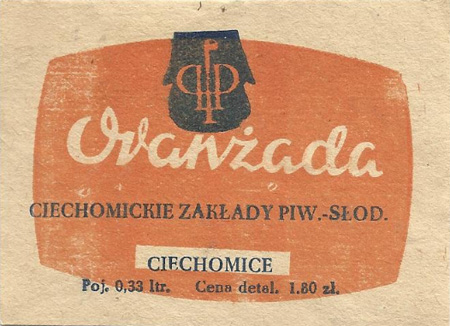 Oranżada
CIECHOMICKIE ZAKŁADY PIW.-SŁOD.
CIECHOMICE
Poj. 0,33 ltr. Cena detal. 1.80 zł.